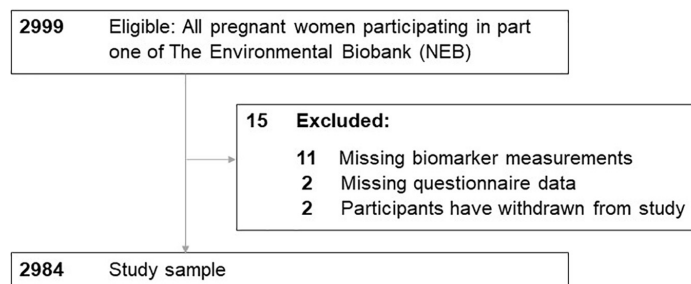 2999 Eligible: All pregnant women participating in part
one of The Environmental Biobank (NEB)
15 Excluded:
11 Missing biomarker measurements
2 Missing questionnaire data
2 Participants have withdrawn from study
2984 Study sample